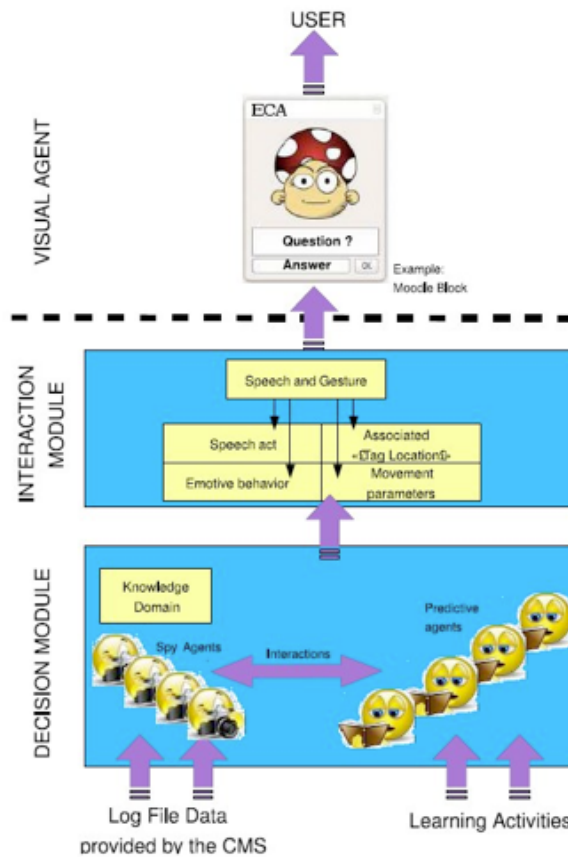 USER
VISUAL AGENT
ECA
Question ?
Answer
OK
Example:
Moodle Block
INTERACTION
MODULE
Speech and Gesture
Speech act
Associated
Emotive behavior
Movement
parameters
DECISION MODULE
Knowledge
Domain
Spy Agents
Interactions
Predictive
agents
Log File Data
provided by the CMS
Learning Activities